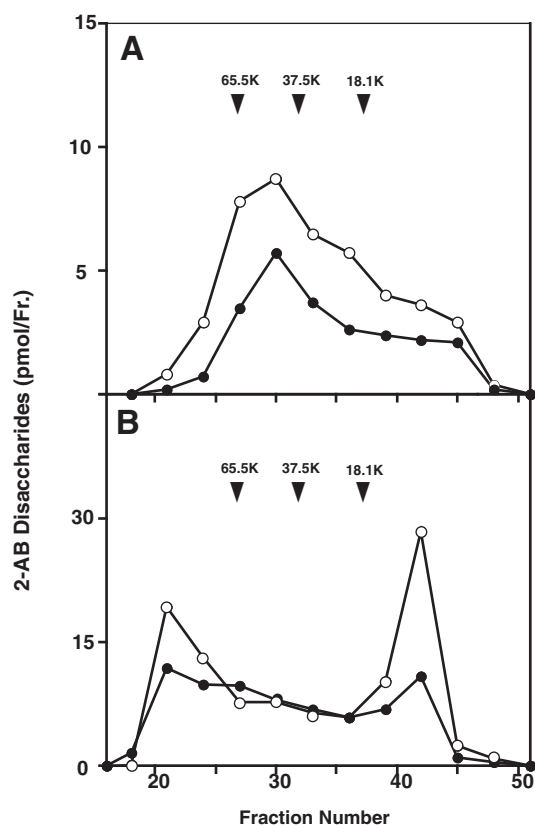 15
A
65.5K 37.5K 18.1K
10
5
2-AB Disaccharides (pmol/Fr.)
B
65.5K 37.5K 18.1K
30
15
0
20 30 40 50
Fraction Number